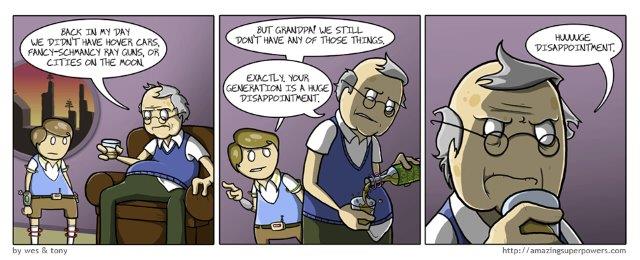 BACK IN MY DAY
WE DIDN'T HAVE HOVER CARS,
FANCY-SCHMANCY RAY GUNS, OR
CITIES ON THE MOON.
BUT GRANDPA! WE STILL
DON'T HAVE ANY OF THOSE THINGS.
EXACTLY. YOUR
GENERATION IS A HUGE
DISAPPOINTMENT.
HUUUUGE
DISAPPOINTMENT.
by wes & tony
http://amazingsuperpowers.com